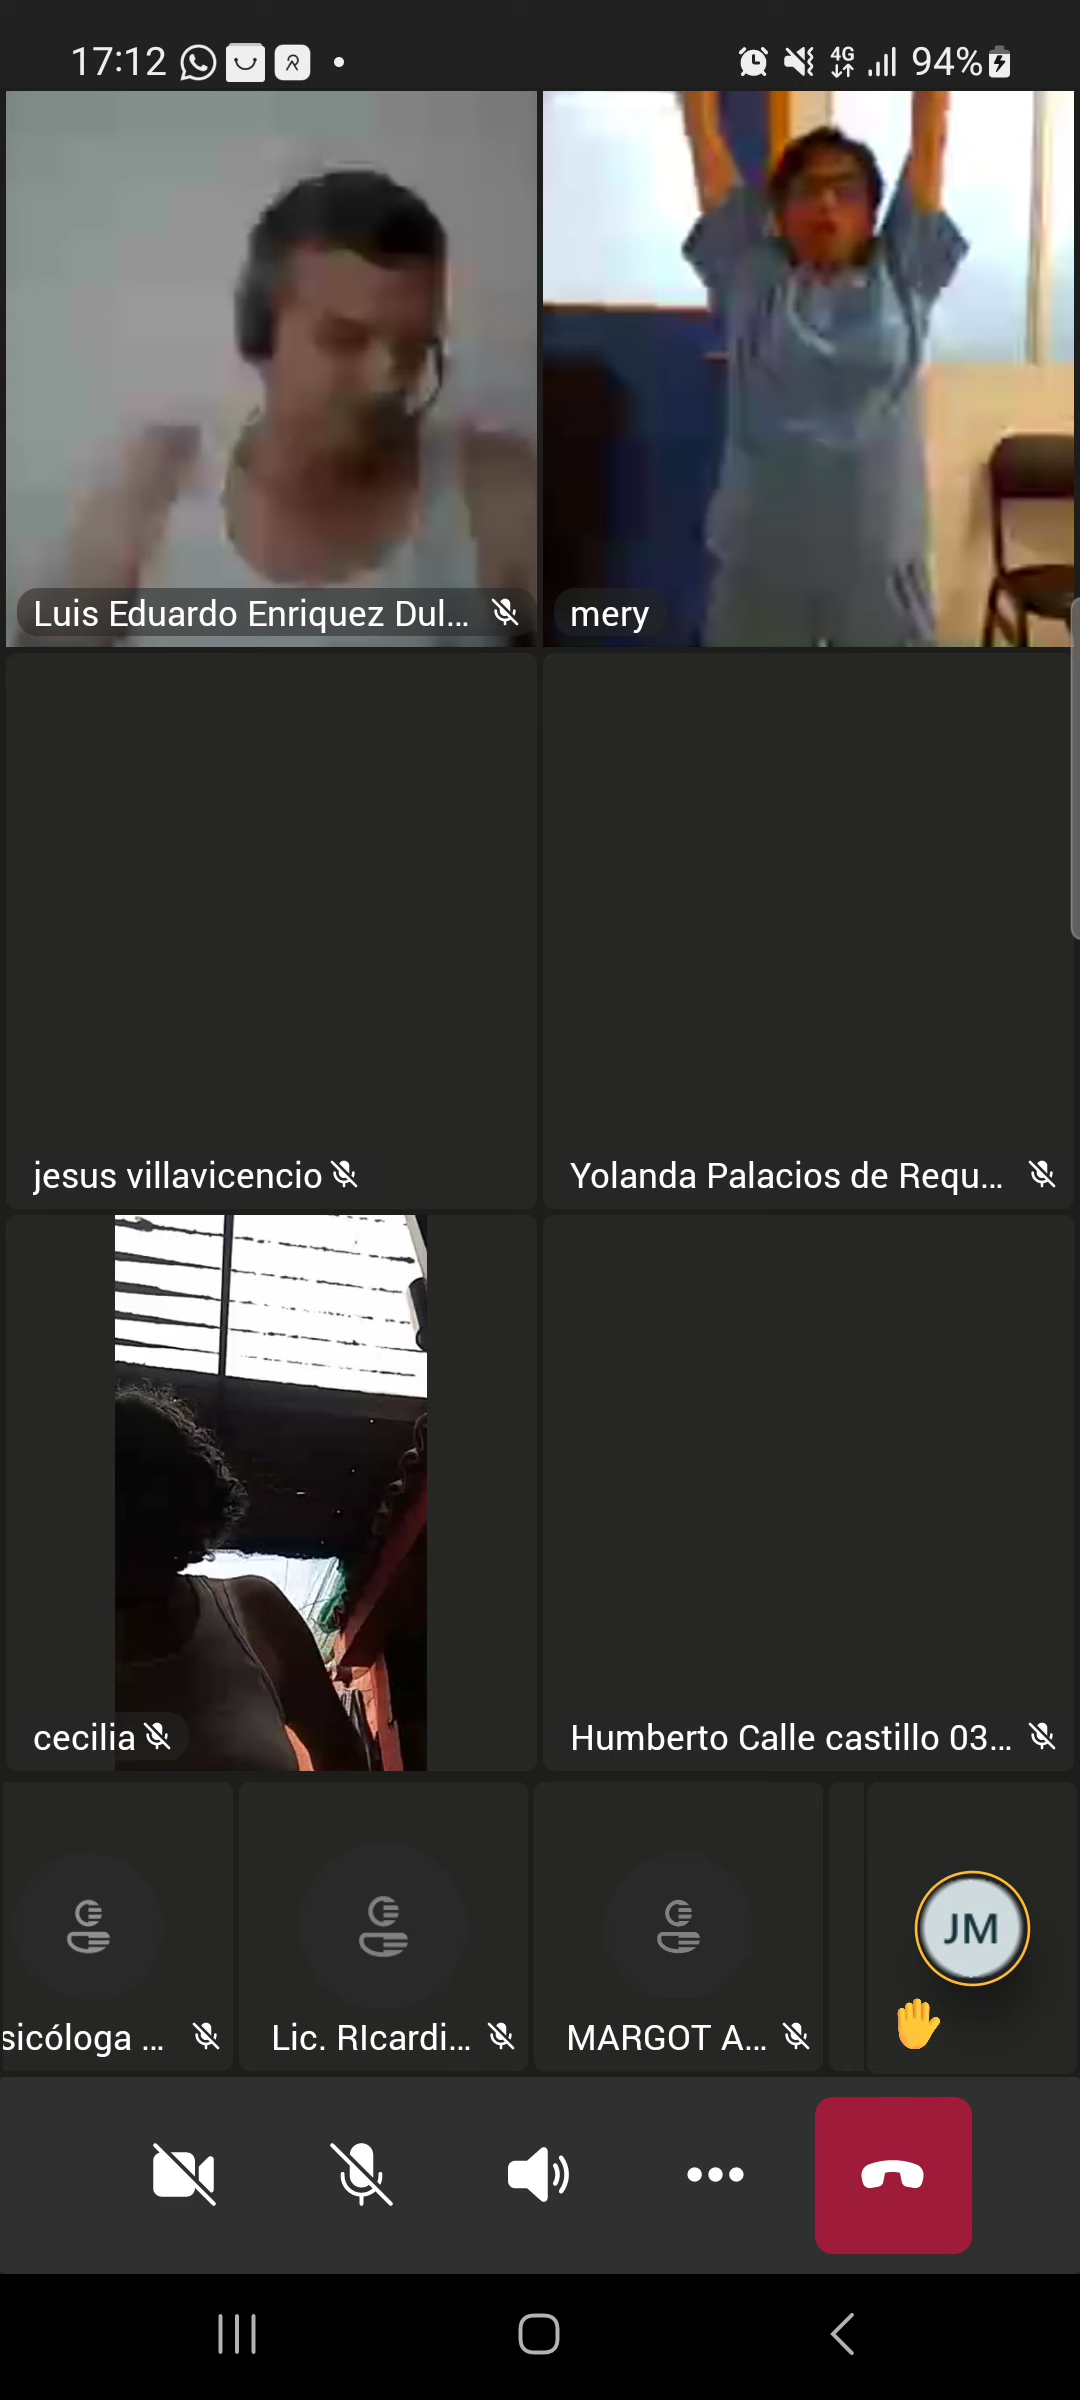 17:12
4G
94%
Luis Eduardo Enriquez Dul...
mery
jesus villavicencio
Yolanda Palacios de Requ...
cecilia
Humberto Calle castillo 03...
sicóloga ...
Lic. RIcardi...
MARGOT A...
JM